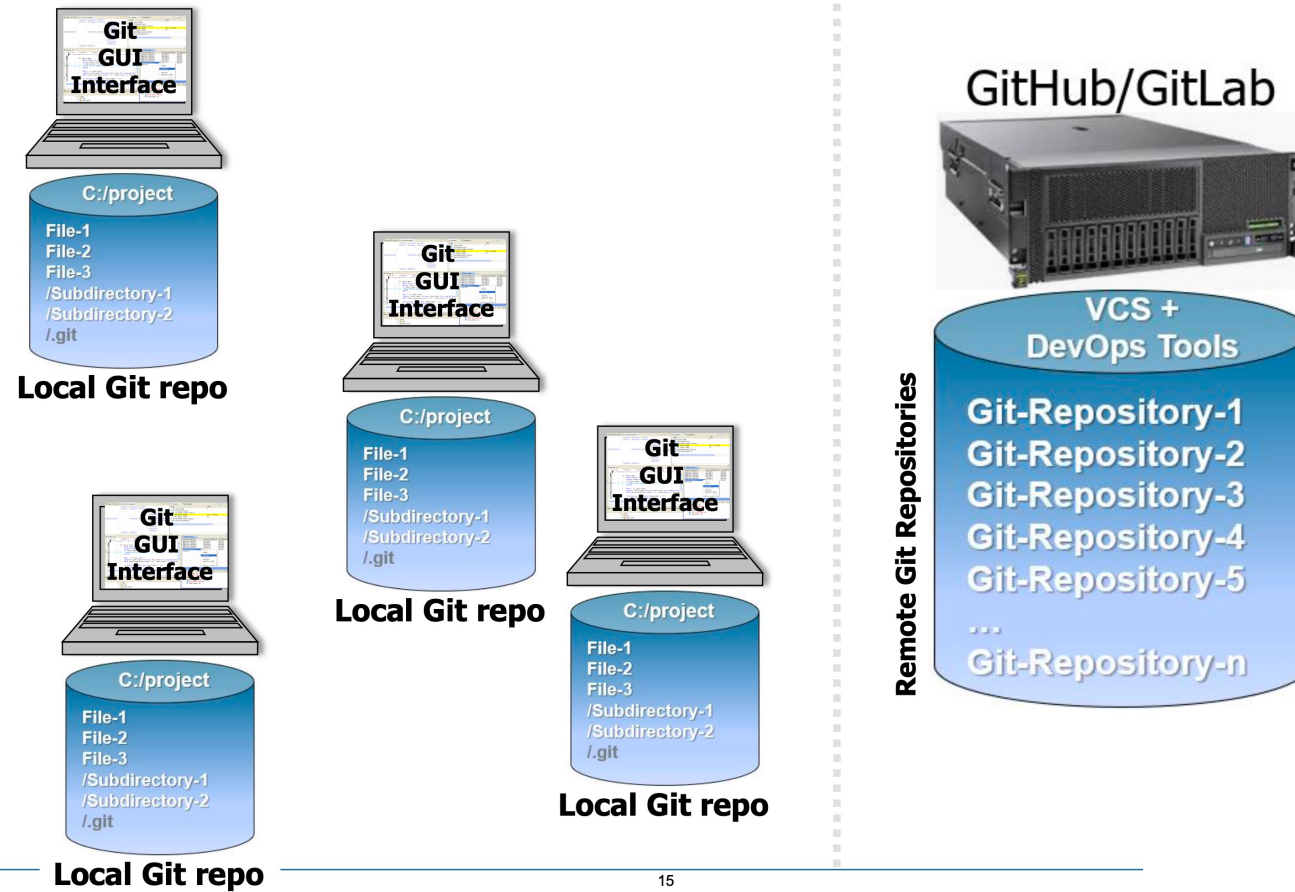 Git
GUI
Interface
C:/project
File-1
File-2
File-3
/Subdirectory-1
/Subdirectory-2
/.git
Local Git repo
Git
GUI
Interface
C:/project
File-1
File-2
File-3
/Subdirectory-1
/Subdirectory-2
/.git
Local Git repo
Git
GUI
Interface
C:/project
File-1
File-2
File-3
/Subdirectory-1
/Subdirectory-2
/.git
Local Git repo
Git
GUI
Interface
C:/project
File-1
File-2
File-3
/Subdirectory-1
/Subdirectory-2
/.git
Local Git repo
GitHub/GitLab
VCS +
DevOps Tools
Remote Git Repositories
Git-Repository-1
Git-Repository-2
Git-Repository-3
Git-Repository-4
Git-Repository-5
...
Git-Repository-n
15